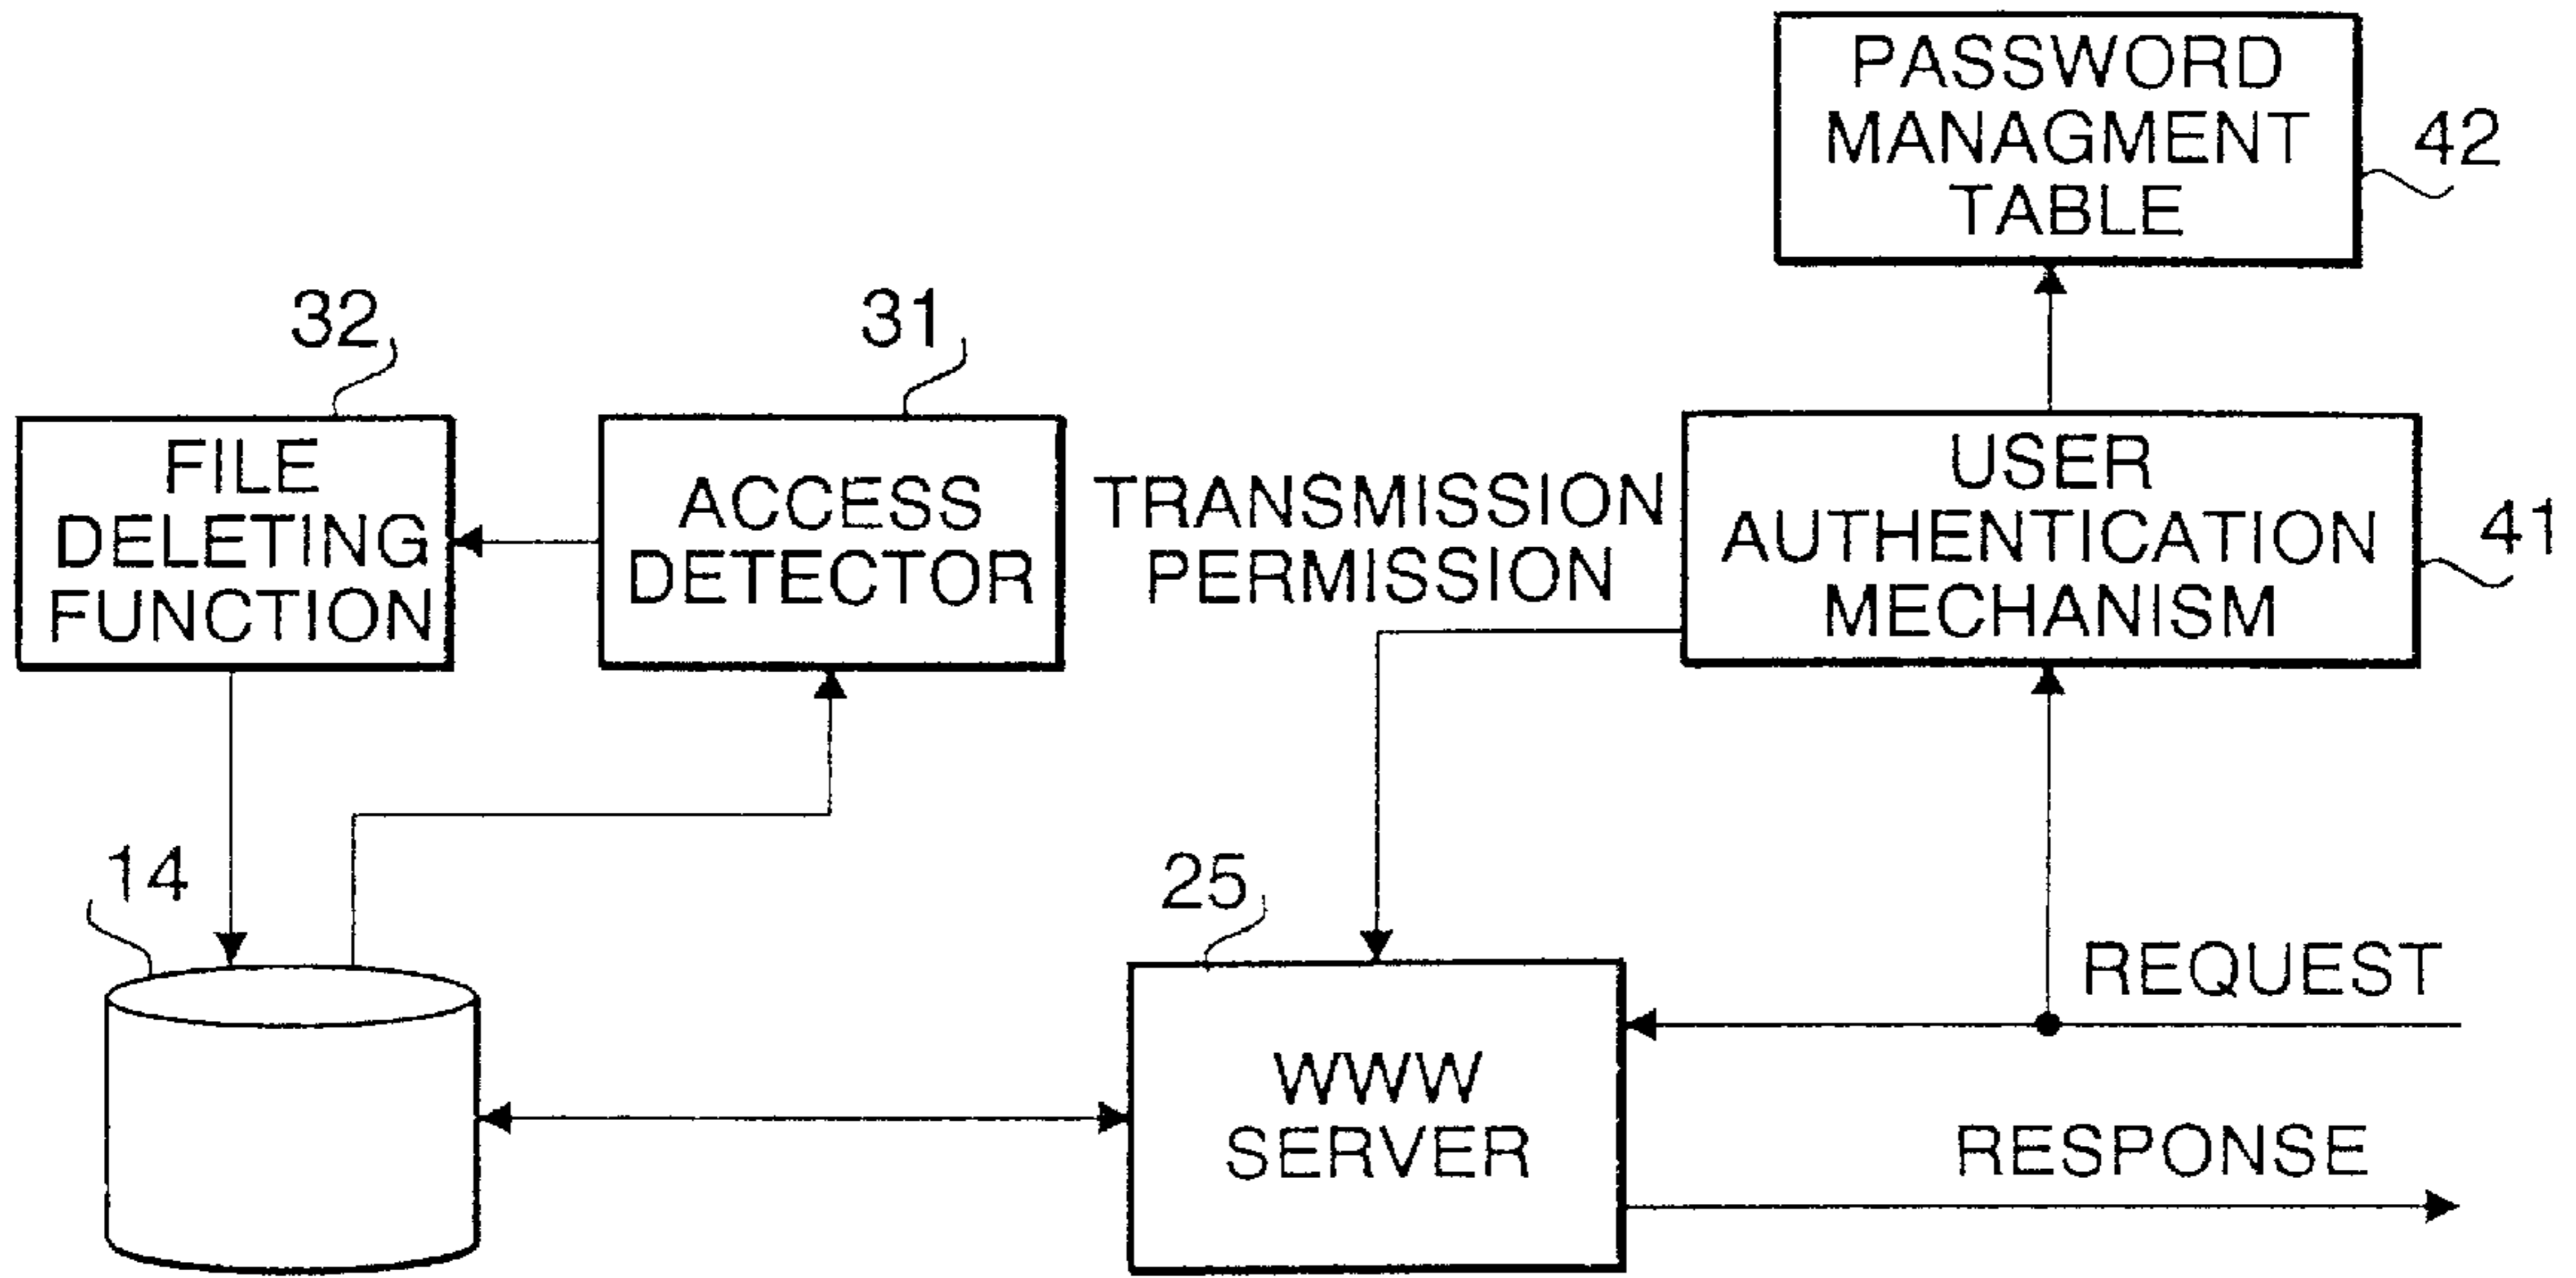 PASSWORD
MANAGMENT
TABLE
42
32
31
FILE
DELETING
FUNCTION
ACCESS
DETECTOR
TRANSMISSION
PERMISSION
USER
AUTHENTICATION
MECHANISM
41
14
25
REQUEST
WWW
SERVER
RESPONSE